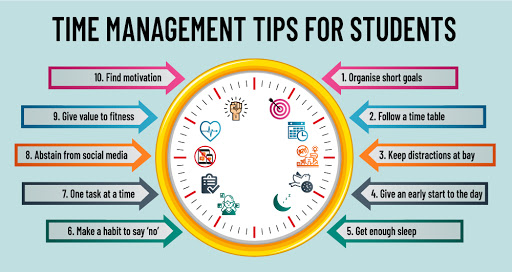 TIME MANAGEMENT TIPS FOR STUDENTS
1. Organise short goals
2. Follow a time table
3. Keep distractions at bay
4. Give an early start to the day
5. Get enough sleep
6. Make a habit to say ‘no’
7. One task at a time
8. Abstain from social media
9. Give value to fitness
10. Find motivation